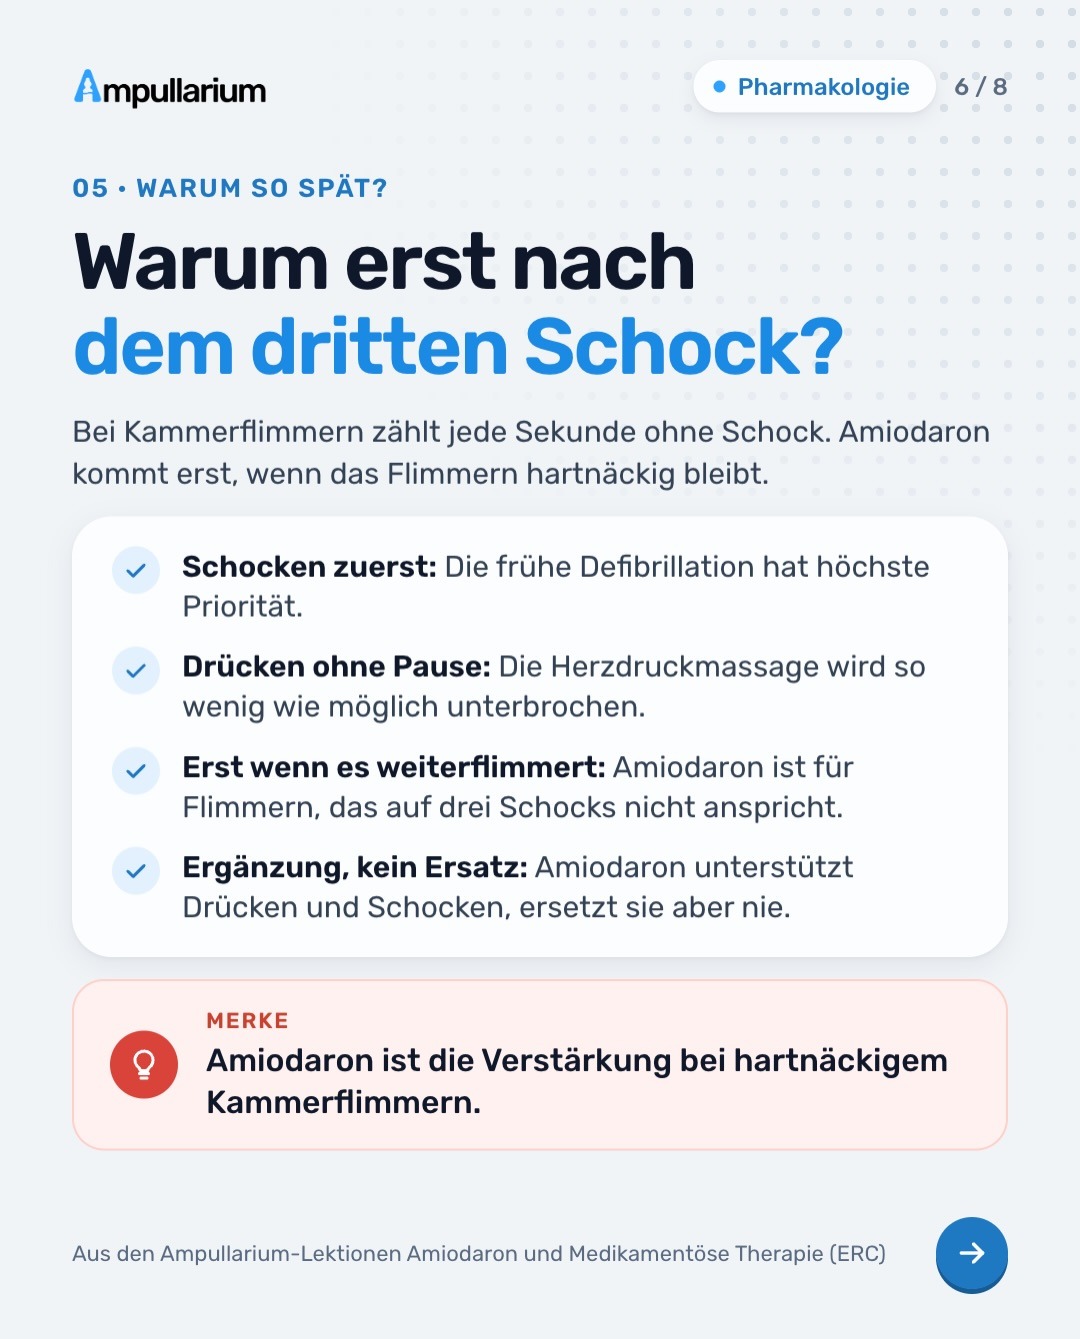 Ampullarium
Pharmakologie
6 / 8
05 • WARUM SO SPÄT?
Warum erst nach
dem dritten Schock?
Bei Kammerflimmern zählt jede Sekunde ohne Schock. Amiodaron
kommt erst, wenn das Flimmern hartnäckig bleibt.
Schocken zuerst: Die frühe Defibrillation hat höchste
Priorität.
Drücken ohne Pause: Die Herzdruckmassage wird so
wenig wie möglich unterbrochen.
Erst wenn es weiterflimmert: Amiodaron ist für
Flimmern, das auf drei Schocks nicht anspricht.
Ergänzung, kein Ersatz: Amiodaron unterstützt
Drücken und Schocken, ersetzt sie aber nie.
MERKE
Amiodaron ist die Verstärkung bei hartnäckigem
Kammerflimmern.
Aus den Ampullarium-Lektionen Amiodaron und Medikamentöse Therapie (ERC)